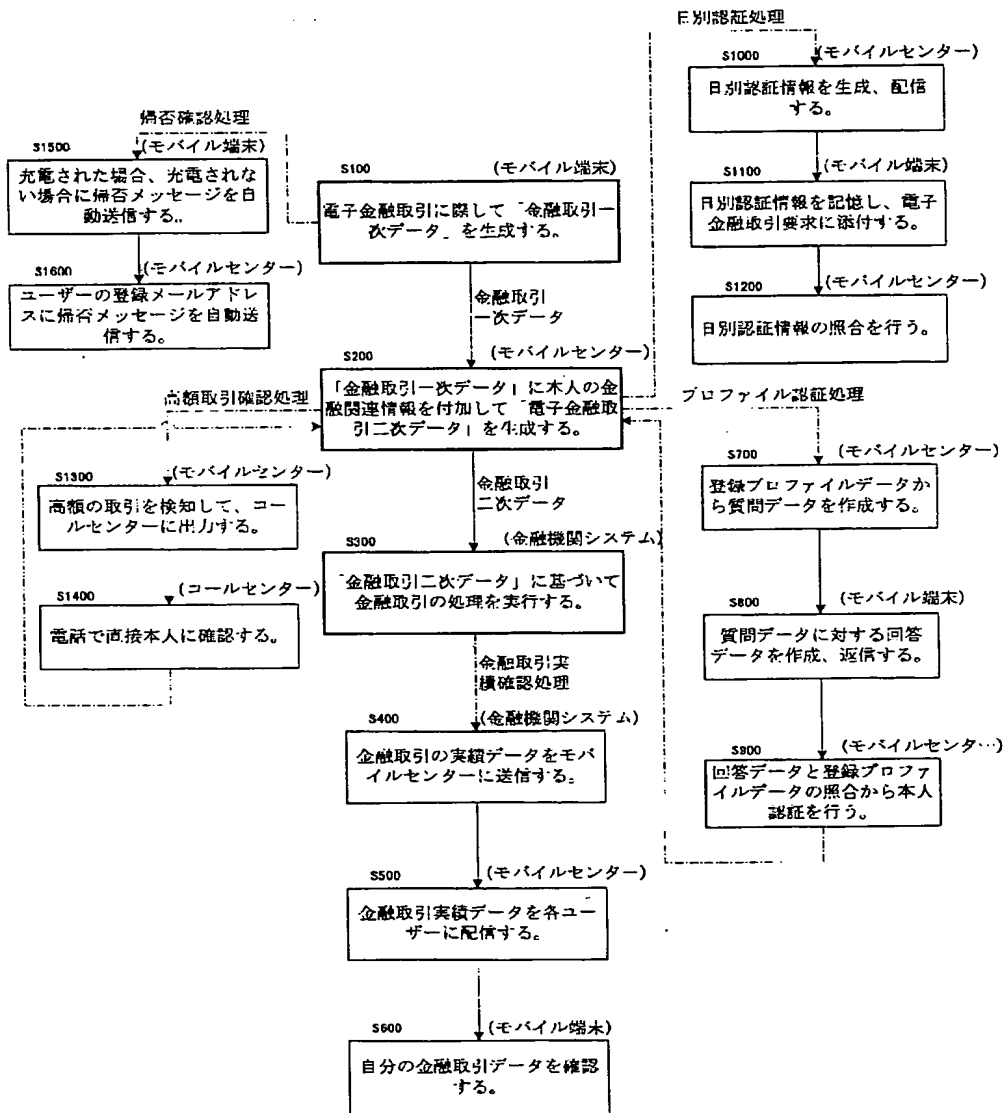 日別認証処理
S1000
(モバイルセンター)
日別認証情報を生成、配信
する。
S1100
(モバイル端末)
日別認証情報を記憶し、電子
金融取引要求に添付する。
S1200
(モバイルセンター)
日別認証情報の照合を行う。
帰否確認処理
S1500
(モバイル端末)
充電された場合、充電されな
い場合に帰否メッセージを自
動送信する。
S1600
(モバイルセンター)
ユーザーの登録メールアド
レスに帰否メッセージを自動送
信する。
S100
(モバイル端末)
電子金融取引に際して「金融取引一
次データ」を生成する。
金融取引
一次データ
S200
(モバイルセンター)
「金融取引一次データ」に本人の金
融関連情報を付加して「電子金融取
引二次データ」を生成する。
高額取引確認処理
S1300
(モバイルセンター)
高額の取引を検知して、コー
ルセンターに出力する。
S1400
(コールセンター)
電話で直接本人に確認する。
金融取引
二次データ
S300
(金融機関システム)
「金融取引二次データ」に基づいて
金融取引の処理を実行する。
金融取引実
績確認処理
S400
(金融機関システム)
金融取引の実績データをモバ
イルセンターに送信する。
S500
(モバイルセンター)
金融取引実績データを各ユー
ザーに配信する。
S600
(モバイル端末)
自分の金融取引データを確認
する。
プロファイル認証処理
S700
(モバイルセンター)
登録プロファイルデータか
ら質問データを作成する。
S800
(モバイル端末)
質問データに対する回答
データを作成、返信する。
S900
(モバイルセンタ…)
回答データと登録プロファ
イルデータの照合から本人
認証を行う。